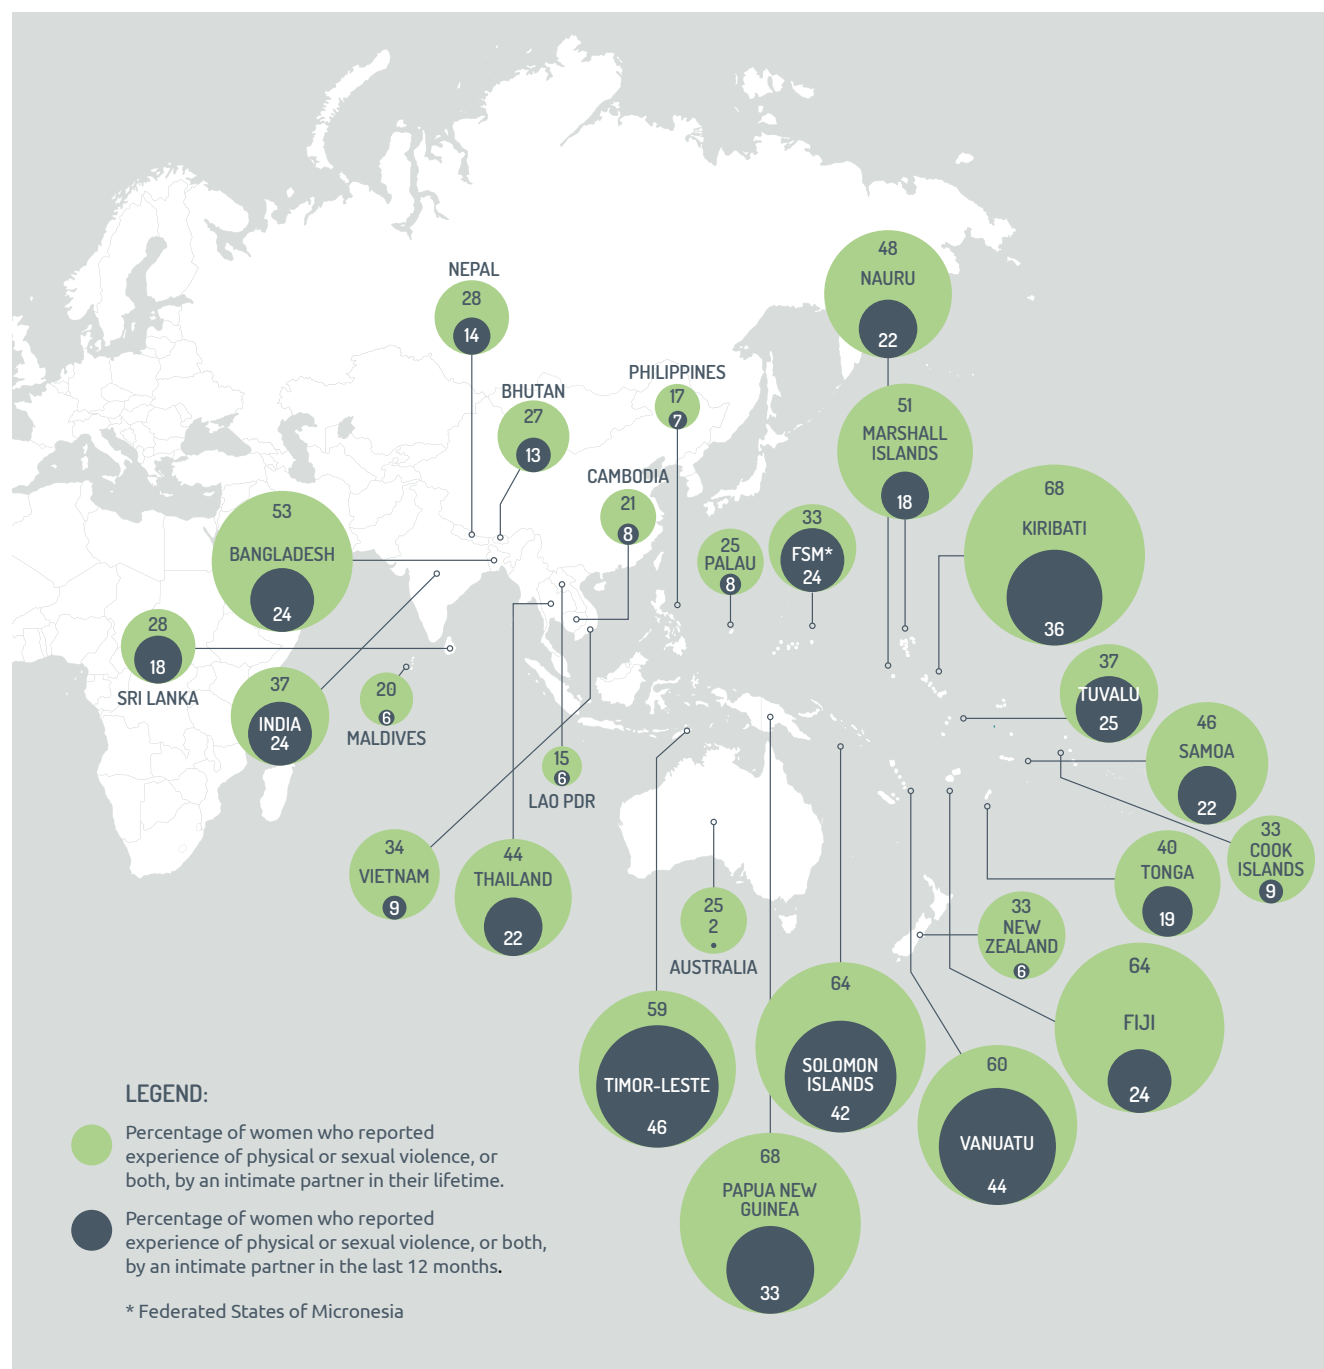 48
NAURU
22
NEPAL
28
14
PHILIPPINES
17
7
BHUTAN
27
13
51
MARSHALL
ISLANDS
18
CAMBODIA
21
8
68
KIRIBATI
36
53
BANGLADESH
24
33
FSM*
24
25
PALAU
8
28
18
SRI LANKA
37
INDIA
24
20
6
MALDIVES
37
TUVALU
25
46
SAMOA
22
15
6
LAO PDR
33
COOK
ISLANDS
9
34
VIETNAM
9
44
THAILAND
22
40
TONGA
19
25
2
AUSTRALIA
33
NEW
ZEALAND
6
64
FIJI
24
59
TIMOR-LESTE
46
64
SOLOMON
ISLANDS
42
60
VANUATU
44
68
PAPUA NEW
GUINEA
33
LEGEND:
Percentage of women who reported
experience of physical or sexual violence, or
both, by an intimate partner in their lifetime.
Percentage of women who reported
experience of physical or sexual violence, or both,
by an intimate partner in the last 12 months.
* Federated States of Micronesia